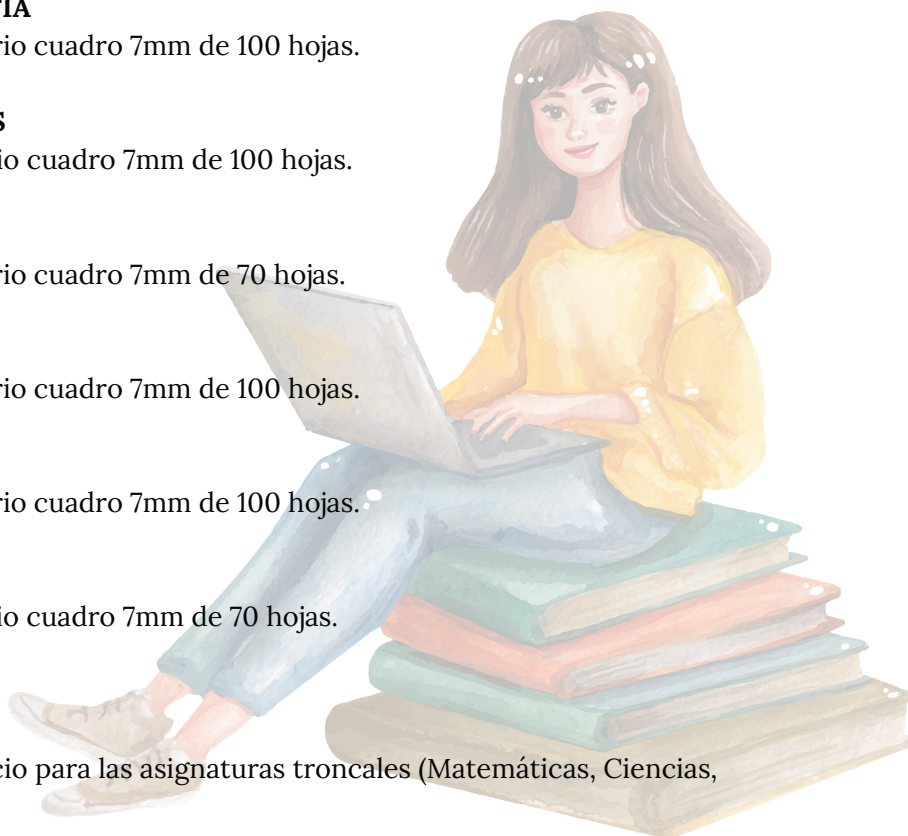 ÍA
rio cuadro 7mm de 100 hojas.
S
io cuadro 7mm de 100 hojas.
rio cuadro 7mm de 70 hojas.
rio cuadro 7mm de 100 hojas.
rio cuadro 7mm de 100 hojas.
io cuadro 7mm de 70 hojas.
cio para las asignaturas troncales (Matemáticas, Ciencias,